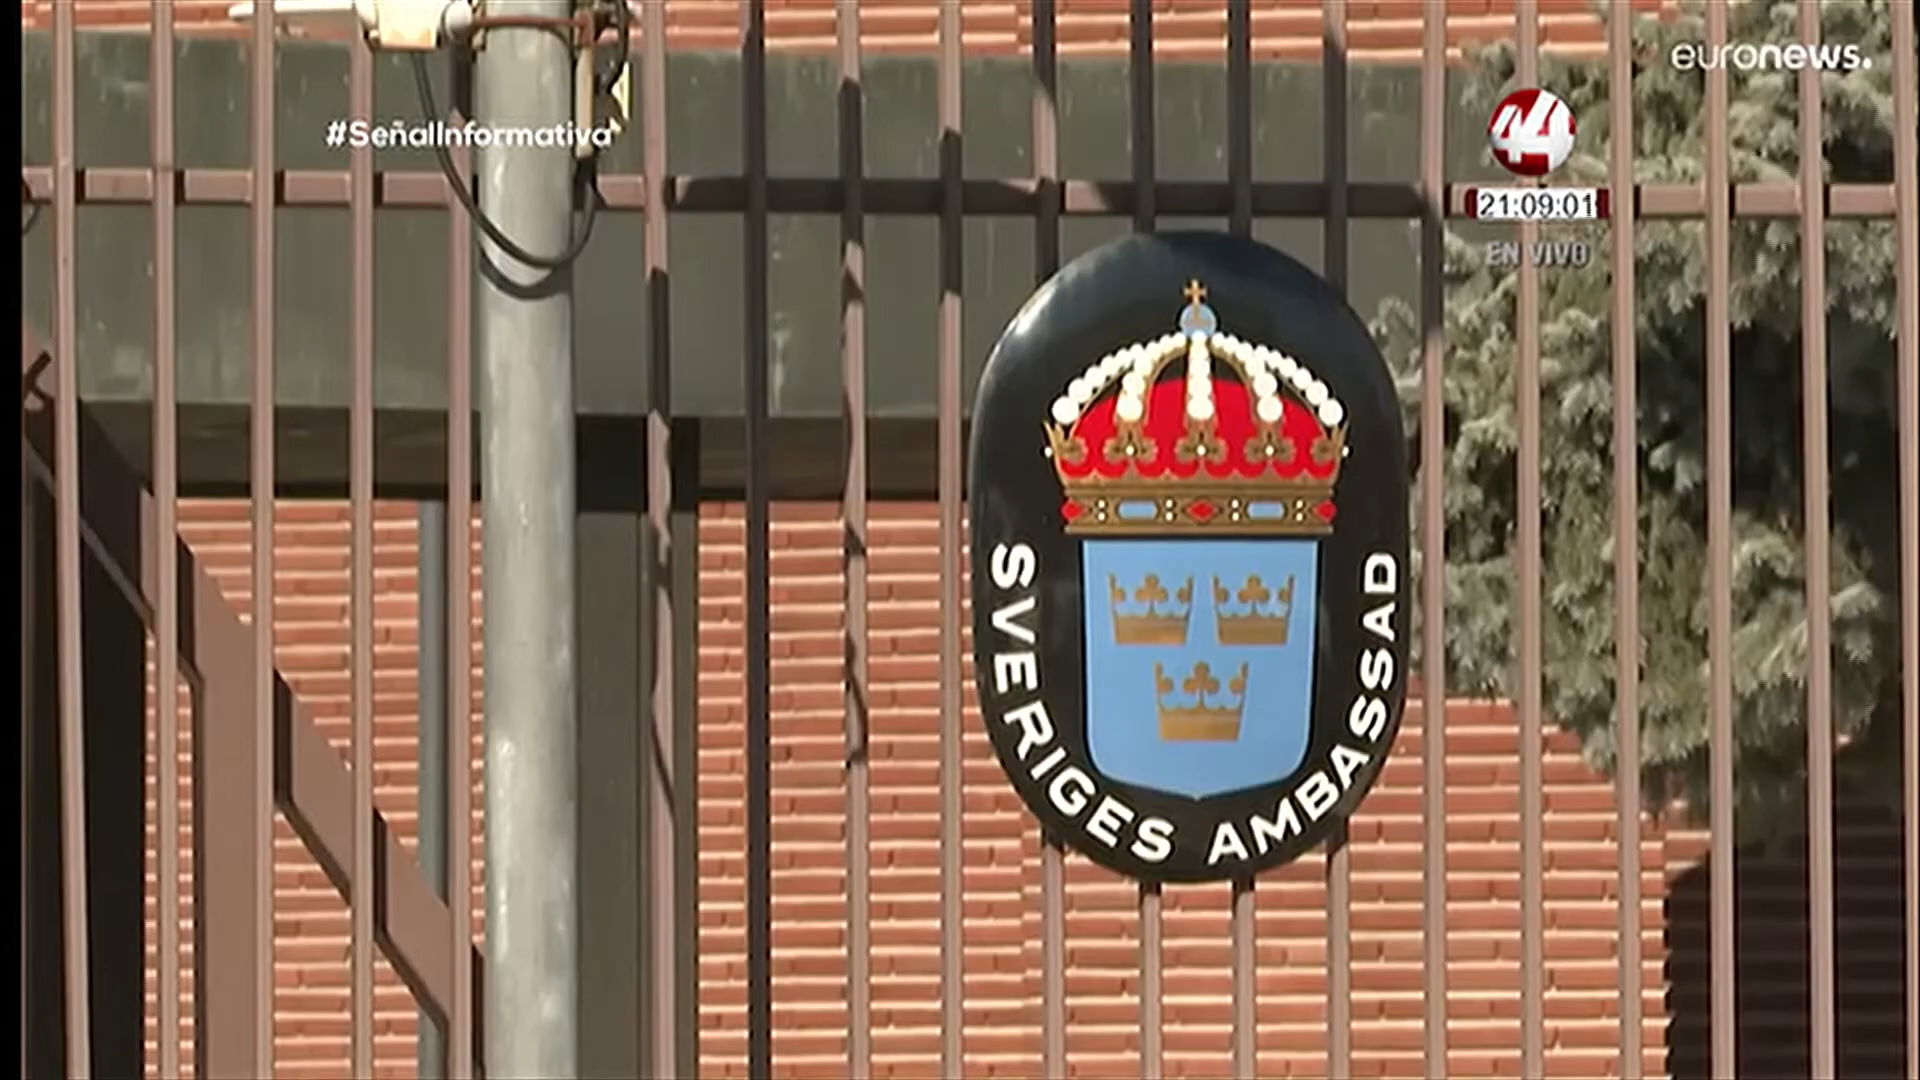 euronews.
#SeñalInformativa
44
21:09:01
EN VIVO
SVERIGES AMBASSAD